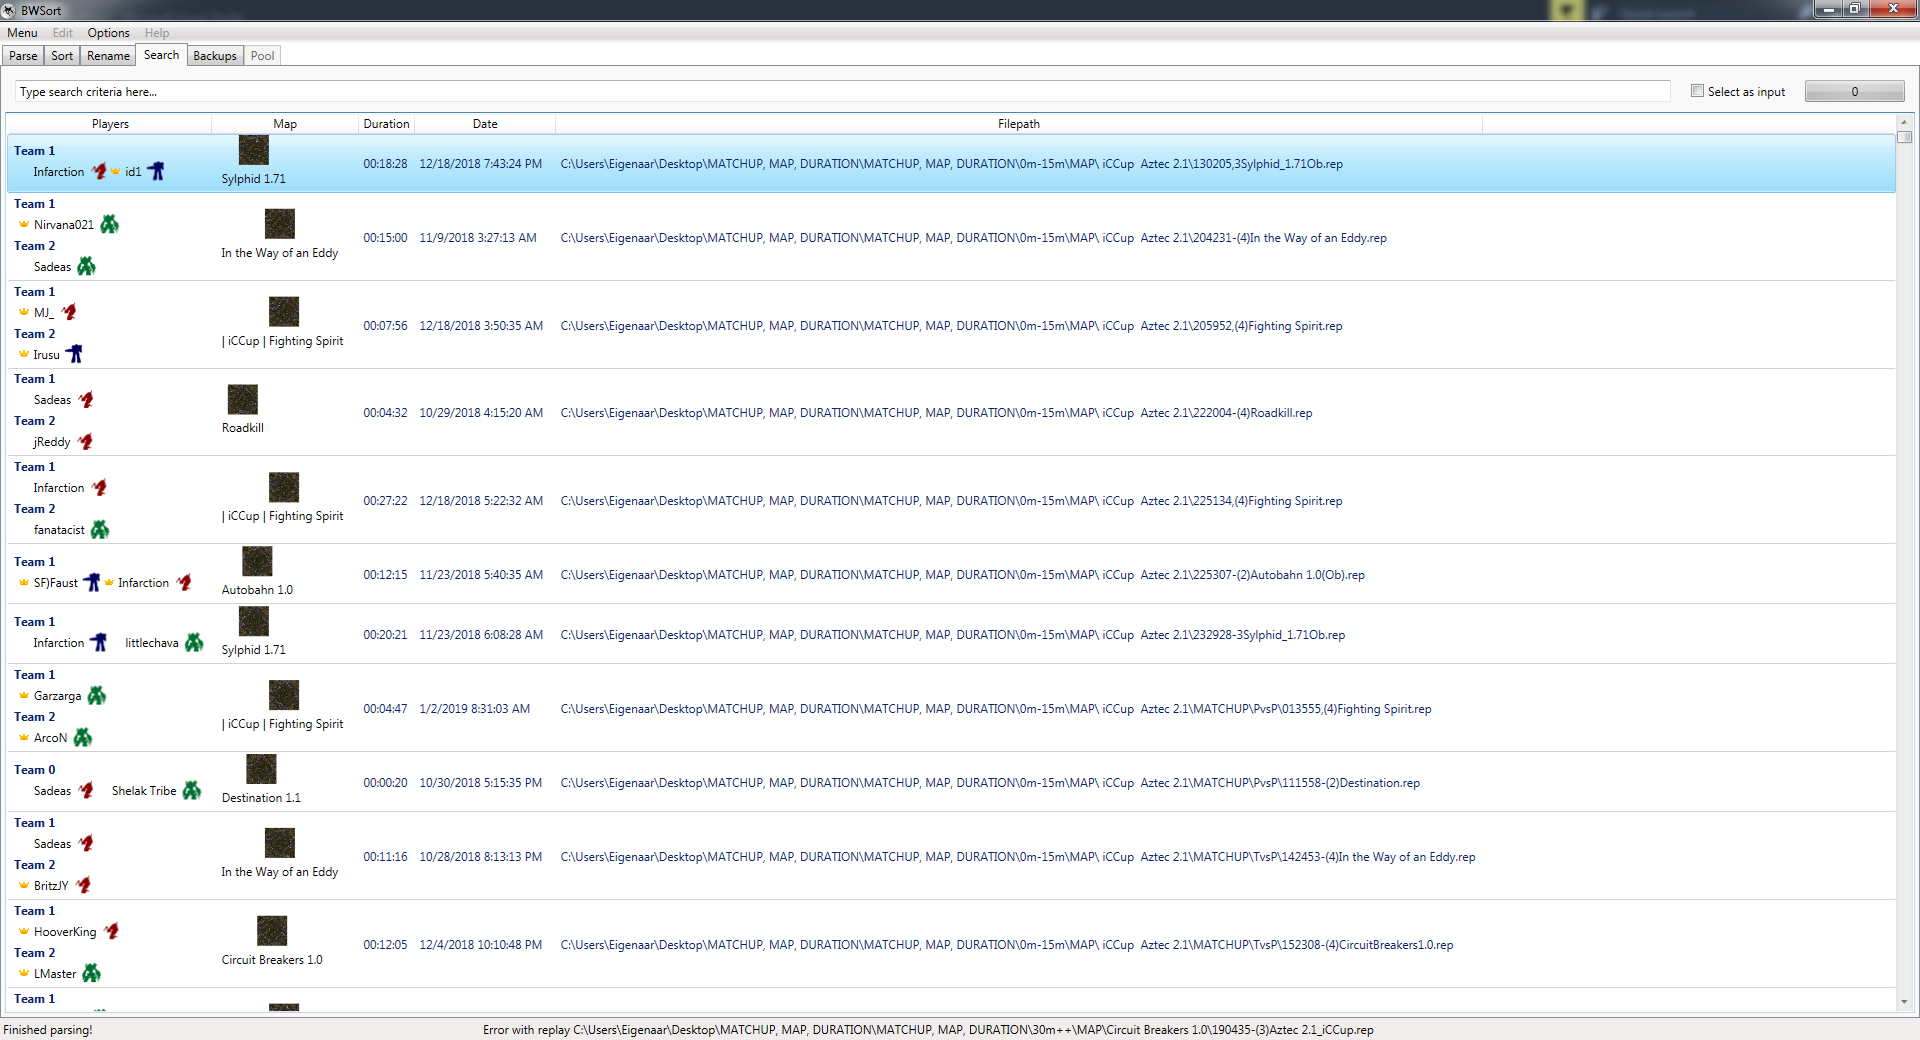 BWSort
Menu Edit Options Help
Parse Sort Rename Search Backups Pool
Type search criteria here...
Select as input
0
Players Map Duration Date Filepath
Team 1
Infarction id1
Sylphid 1.71
00:18:28 12/18/2018 7:43:24 PM C:\Users\Eigenaar\Desktop\MATCHUP, MAP, DURATION\MATCHUP, MAP, DURATION\0m-15m\MAP\ iCCup  Aztec 2.1\130205,3Sylphid_1.71Ob.rep
Team 1
Nirvana021
Team 2
Sadeas
In the Way of an Eddy
00:15:00 11/9/2018 3:27:13 AM C:\Users\Eigenaar\Desktop\MATCHUP, MAP, DURATION\MATCHUP, MAP, DURATION\0m-15m\MAP\ iCCup  Aztec 2.1\204231-(4)In the Way of an Eddy.rep
Team 1
MJ_
Team 2
Irusu
| iCCup | Fighting Spirit
00:07:56 12/18/2018 3:50:35 AM C:\Users\Eigenaar\Desktop\MATCHUP, MAP, DURATION\MATCHUP, MAP, DURATION\0m-15m\MAP\ iCCup  Aztec 2.1\205952,(4)Fighting Spirit.rep
Team 1
Sadeas
Team 2
jReddy
Roadkill
00:04:32 10/29/2018 4:15:20 AM C:\Users\Eigenaar\Desktop\MATCHUP, MAP, DURATION\MATCHUP, MAP, DURATION\0m-15m\MAP\ iCCup  Aztec 2.1\222004-(4)Roadkill.rep
Team 1
Infarction
Team 2
fanatacist
| iCCup | Fighting Spirit
00:27:22 12/18/2018 5:22:32 AM C:\Users\Eigenaar\Desktop\MATCHUP, MAP, DURATION\MATCHUP, MAP, DURATION\0m-15m\MAP\ iCCup  Aztec 2.1\225134,(4)Fighting Spirit.rep
Team 1
SF)Faust Infarction
Autobahn 1.0
00:12:15 11/23/2018 5:40:35 AM C:\Users\Eigenaar\Desktop\MATCHUP, MAP, DURATION\MATCHUP, MAP, DURATION\0m-15m\MAP\ iCCup  Aztec 2.1\225307-(2)Autobahn 1.0(Ob).rep
Team 1
Infarction littlechava
Sylphid 1.71
00:20:21 11/23/2018 6:08:28 AM C:\Users\Eigenaar\Desktop\MATCHUP, MAP, DURATION\MATCHUP, MAP, DURATION\0m-15m\MAP\ iCCup  Aztec 2.1\232928-3Sylphid_1.71Ob.rep
Team 1
Garzarga
Team 2
ArcoN
| iCCup | Fighting Spirit
00:04:47 1/2/2019 8:31:03 AM C:\Users\Eigenaar\Desktop\MATCHUP, MAP, DURATION\MATCHUP, MAP, DURATION\0m-15m\MAP\ iCCup  Aztec 2.1\MATCHUP\PvsP\013555,(4)Fighting Spirit.rep
Team 0
Sadeas Shelak Tribe
Destination 1.1
00:00:20 10/30/2018 5:15:35 PM C:\Users\Eigenaar\Desktop\MATCHUP, MAP, DURATION\MATCHUP, MAP, DURATION\0m-15m\MAP\ iCCup  Aztec 2.1\MATCHUP\PvsP\111558-(2)Destination.rep
Team 1
Sadeas
Team 2
BritzJY
In the Way of an Eddy
00:11:16 10/28/2018 8:13:13 PM C:\Users\Eigenaar\Desktop\MATCHUP, MAP, DURATION\MATCHUP, MAP, DURATION\0m-15m\MAP\ iCCup  Aztec 2.1\MATCHUP\TvsP\142453-(4)In the Way of an Eddy.rep
Team 1
HooverKing
Team 2
LMaster
Circuit Breakers 1.0
00:12:05 12/4/2018 10:10:48 PM C:\Users\Eigenaar\Desktop\MATCHUP, MAP, DURATION\MATCHUP, MAP, DURATION\0m-15m\MAP\ iCCup  Aztec 2.1\MATCHUP\TvsP\152308-(4)CircuitBreakers1.0.rep
Team 1
Finished parsing!
Error with replay C:\Users\Eigenaar\Desktop\MATCHUP, MAP, DURATION\MATCHUP, MAP, DURATION\30m++\MAP\Circuit Breakers 1.0\190435-(3)Aztec 2.1_iCCup.rep